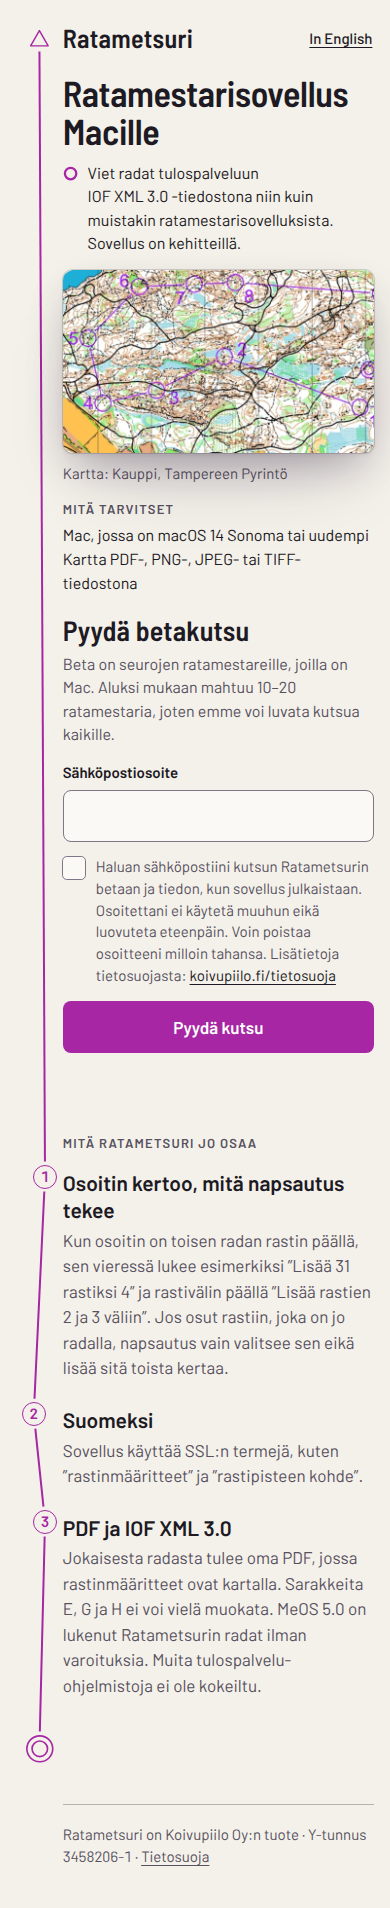 Ratametsuri
In English
Ratamestarisovellus
Macille
Viet radat tulospalveluun
IOF XML 3.0 -tiedostona niin kuin
muistakin ratamestarisovelluksista.
Sovellus on kehitteillä.
6
7
8
5
2
4
3
Kartta: Kauppi, Tampereen Pyrintö
MITÄ TARVITSET
Mac, jossa on macOS 14 Sonoma tai uudempi
Kartta PDF-, PNG-, JPEG- tai TIFF-
tiedostona
Pyydä betakutsu
Beta on seurojen ratamestareille, joilla on
Mac. Aluksi mukaan mahtuu 10–20
ratamestaria, joten emme voi luvata kutsua
kaikille.
Sähköpostiosoite
Haluan sähköpostiini kutsun Ratametsurin
betaan ja tiedon, kun sovellus julkaistaan.
Osoitettani ei käytetä muuhun eikä
luovuteta eteenpäin. Voin poistaa
osoitteeni milloin tahansa. Lisätietoja
tietosuojasta: koivupiilo.fi/tietosuoja
Pyydä kutsu
MITÄ RATAMETSURI JO OSAA
1
Osoitin kertoo, mitä napsautus
tekee
Kun osoitin on toisen radan rastin päällä,
sen vieressä lukee esimerkiksi ”Lisää 31
rastiksi 4” ja rastivälin päällä ”Lisää rastien
2 ja 3 väliin”. Jos osut rastiin, joka on jo
radalla, napsautus vain valitsee sen eikä
lisää sitä toista kertaa.
2
Suomeksi
Sovellus käyttää SSL:n termejä, kuten
”rastinmääritteet” ja ”rastipisteen kohde”.
3
PDF ja IOF XML 3.0
Jokaisesta radasta tulee oma PDF, jossa
rastinmääritteet ovat kartalla. Sarakkeita
E, G ja H ei voi vielä muokata. MeOS 5.0 on
lukenut Ratametsurin radat ilman
varoituksia. Muita tulospalvelu-
ohjelmistoja ei ole kokeiltu.
Ratametsuri on Koivupiilo Oy:n tuote · Y-tunnus
3458206-1 · Tietosuoja